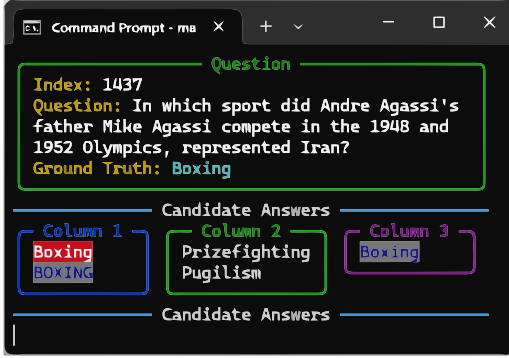 Command Prompt - ma
Question
Index: 1437
Question: In which sport did Andre Agassi's
father Mike Agassi compete in the 1948 and
1952 Olympics, represented Iran?
Ground Truth: Boxing
Candidate Answers
Column 1
Boxing
BOXING
Column 2
Prizefighting
Pugilism
Column 3
Boxing
Candidate Answers